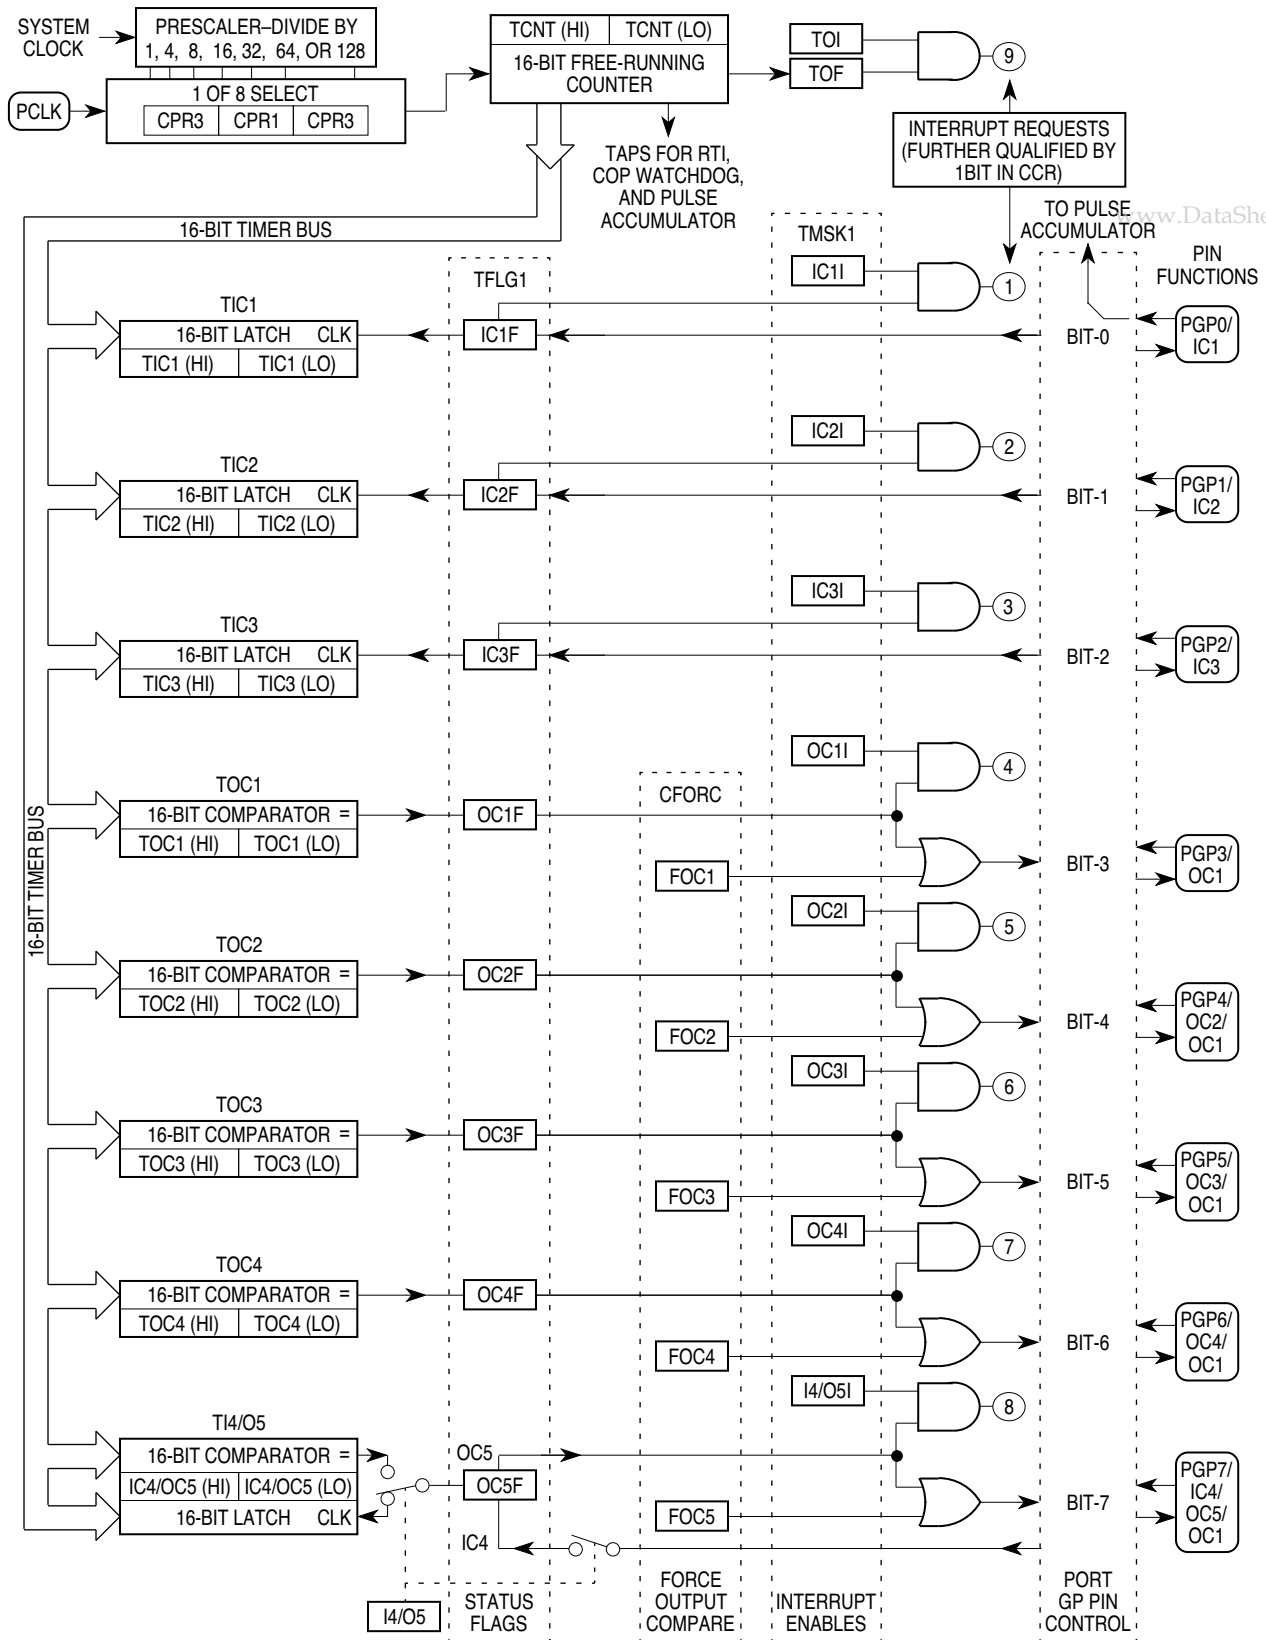 SYSTEM
CLOCK
PRESCALER–DIVIDE BY
1, 4, 8, 16, 32, 64, OR 128
PCLK
1 OF 8 SELECT
CPR3 CPR1 CPR3
TCNT (HI) TCNT (LO)
16-BIT FREE-RUNNING
COUNTER
TOI
TOF
9
INTERRUPT REQUESTS
(FURTHER QUALIFIED BY
1BIT IN CCR)
TAPS FOR RTI,
COP WATCHDOG,
AND PULSE
ACCUMULATOR
16-BIT TIMER BUS
TO PULSE
ACCUMULATOR
www.DataShe
PIN
FUNCTIONS
TMSK1
TFLG1
IC1I
1
TIC1
16-BIT LATCH CLK
TIC1 (HI) TIC1 (LO)
IC1F
BIT-0
PGP0/
IC1
IC2I
2
TIC2
16-BIT LATCH CLK
TIC2 (HI) TIC2 (LO)
IC2F
BIT-1
PGP1/
IC2
IC3I
3
TIC3
16-BIT LATCH CLK
TIC3 (HI) TIC3 (LO)
IC3F
BIT-2
PGP2/
IC3
OC1I
4
TOC1
16-BIT COMPARATOR =
TOC1 (HI) TOC1 (LO)
OC1F
CFORC
FOC1
BIT-3
PGP3/
OC1
16-BIT TIMER BUS
OC2I
5
TOC2
16-BIT COMPARATOR =
TOC2 (HI) TOC2 (LO)
OC2F
FOC2
BIT-4
PGP4/
OC2/
OC1
OC3I
6
TOC3
16-BIT COMPARATOR =
TOC3 (HI) TOC3 (LO)
OC3F
FOC3
BIT-5
PGP5/
OC3/
OC1
OC4I
7
TOC4
16-BIT COMPARATOR =
TOC4 (HI) TOC4 (LO)
OC4F
FOC4
BIT-6
PGP6/
OC4/
OC1
I4/O5I
8
TI4/O5
16-BIT COMPARATOR =
IC4/OC5 (HI) IC4/OC5 (LO)
16-BIT LATCH CLK
OC5
OC5F
IC4
FOC5
BIT-7
PGP7/
IC4/
OC5/
OC1
I4/O5
STATUS
FLAGS
FORCE
OUTPUT
COMPARE
INTERRUPT
ENABLES
PORT
GP PIN
CONTROL